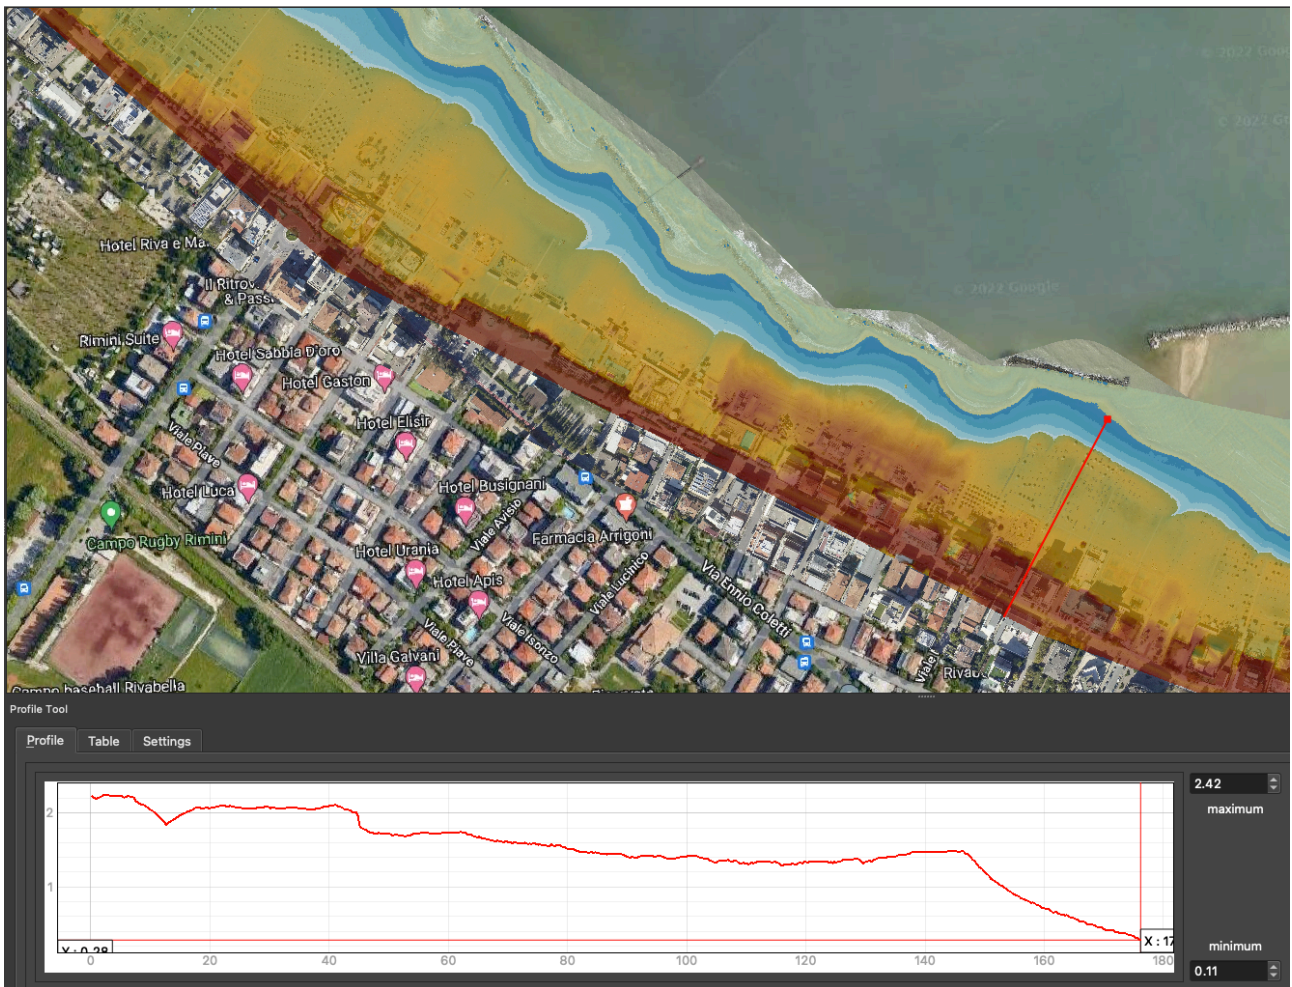 © 2022 Google
© 2022 Google
Hotel Riva e Ma
Il Ritrov
& Pass
© 2022 Google
Rimini Suite
Hotel Sabbia D'oro
Hotel Gaston
Hotel Elisir
Viale Piave
Hotel Luca
Hotel Busignani
Viale Avisio
Farmacia Arrigoni
Campo Rugby Rimini
Hotel Urania
Hotel Apis
Viale Lucinico
Via Ennio Coletti
Viale Isonzo
Viale Piave
Villa Galvani
Viale
Rivab
Campo baseball Rivabella
Profile Tool
Profile Table Settings
2.42
maximum
2
1
minimum
0.11
Y : 0.28
X : 17
0 20 40 60 80 100 120 140 160 180